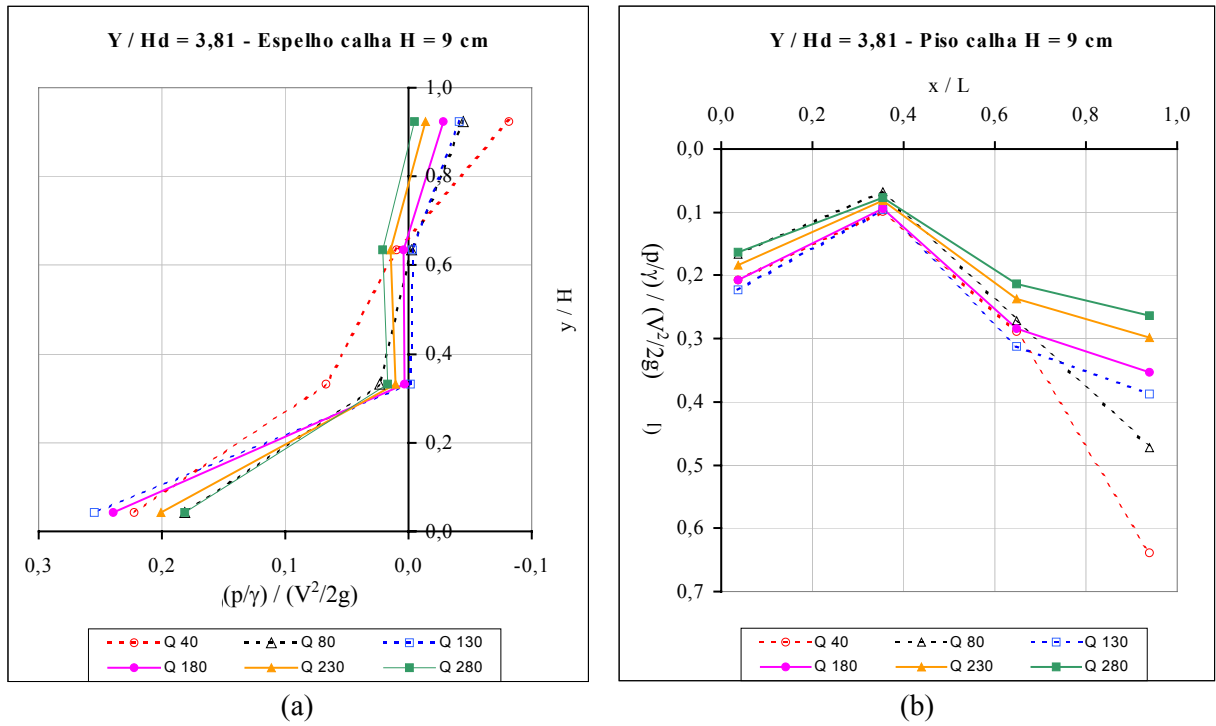 Y / Hd = 3,81 - Espelho calha H = 9 cm
1,0
0,8
0,6
0,4
0,2
0,0
y / H
0,3
0,2
0,1
0,0
-0,1
(p/γ) / (V²/2g)
Q 40
Q 80
Q 130
Q 180
Q 230
Q 280
(a)
Y / Hd = 3,81 - Piso calha H = 9 cm
x / L
0,0
0,2
0,4
0,6
0,8
1,0
0,0
0,1
0,2
0,3
0,4
0,5
0,6
0,7
(p/γ) / (V²/2g)
Q 40
Q 80
Q 130
Q 180
Q 230
Q 280
(b)